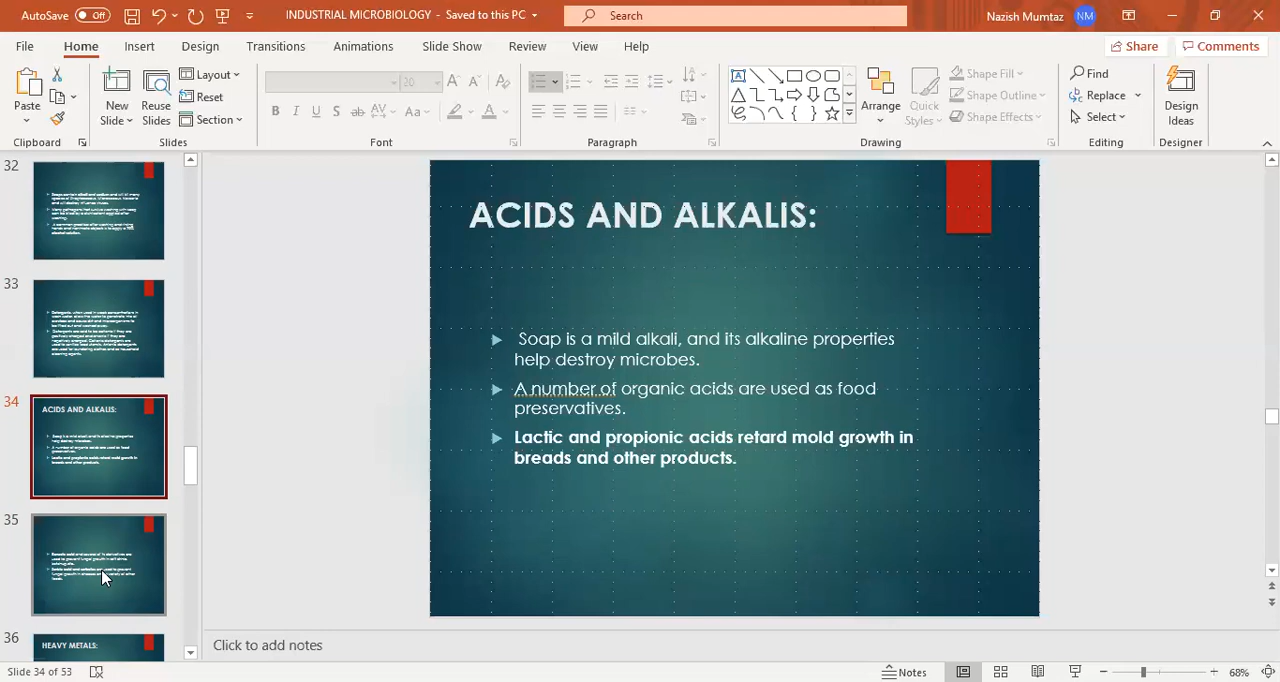 AutoSave Off INDUSTRIAL MICROBIOLOGY - Saved to this PC Search Nazish Mumtaz NM
File Home Insert Design Transitions Animations Slide Show Review View Help Share Comments
Paste New Slide Reuse Slides Layout Reset Section
20
Arrange Quick Styles Shape Fill Shape Outline Shape Effects
Find Replace Select Design Ideas
Clipboard Slides Font Paragraph Drawing Editing Designer
32
33
34
ACIDS AND ALKALIS:
35
36
HEAVY METALS:
ACIDS AND ALKALIS:
Soap is a mild alkali, and its alkaline properties
help destroy microbes.
A number of organic acids are used as food
preservatives.
Lactic and propionic acids retard mold growth in
breads and other products.
Click to add notes
Slide 34 of 53 Notes 68%